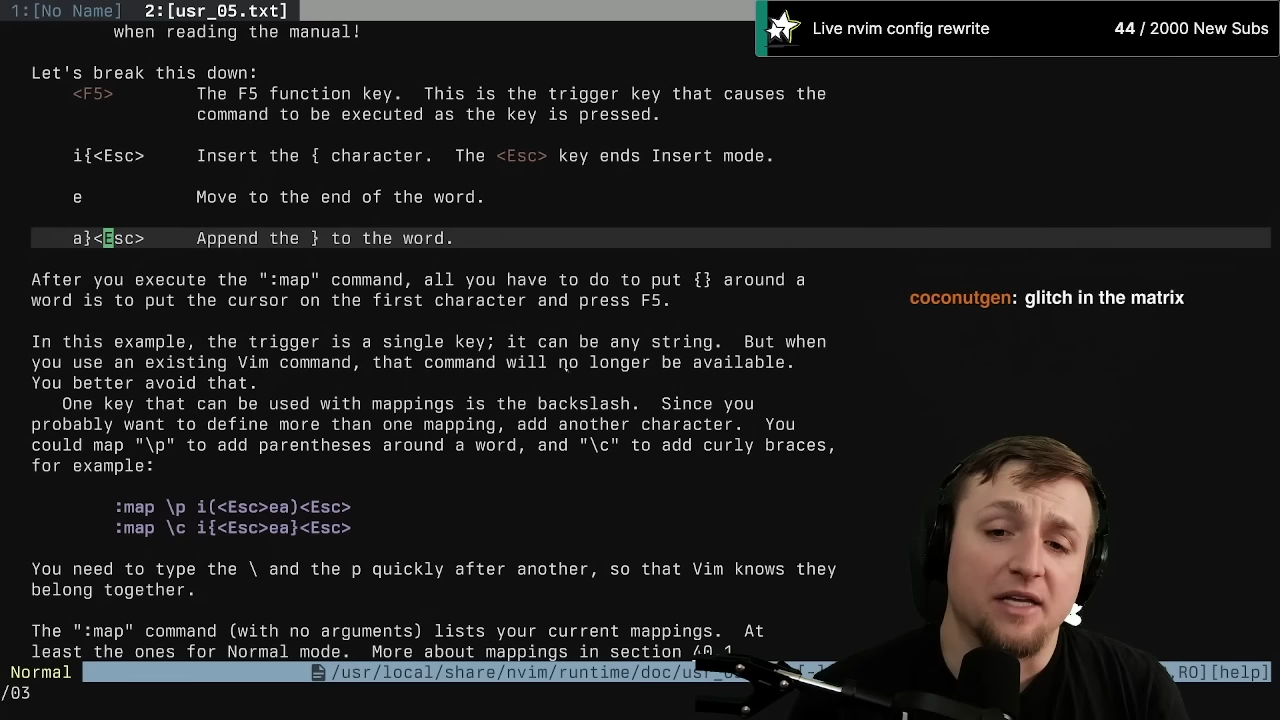 1:[No Name]  2:[usr_05.txt]
when reading the manual!
Live nvim config rewrite
44 / 2000 New Subs
Let's break this down:
<F5>        The F5 function key.  This is the trigger key that causes the
command to be executed as the key is pressed.
i{<Esc>     Insert the { character.  The <Esc> key ends Insert mode.
e           Move to the end of the word.
a}<Esc>     Append the } to the word.
After you execute the ":map" command, all you have to do to put {} around a
word is to put the cursor on the first character and press F5.
coconutgen: glitch in the matrix
In this example, the trigger is a single key; it can be any string.  But when
you use an existing Vim command, that command will no longer be available.
You better avoid that.
One key that can be used with mappings is the backslash.  Since you
probably want to define more than one mapping, add another character.  You
could map "\p" to add parentheses around a word, and "\c" to add curly braces,
for example:
:map \p i(<Esc>ea)<Esc>
:map \c i{<Esc>ea}<Esc>
You need to type the \ and the p quickly after another, so that Vim knows they
belong together.
The ":map" command (with no arguments) lists your current mappings.  At
least the ones for Normal mode.  More about mappings in section 40.1
Normal /usr/local/share/nvim/runtime/doc/us ,RO][help]
/03